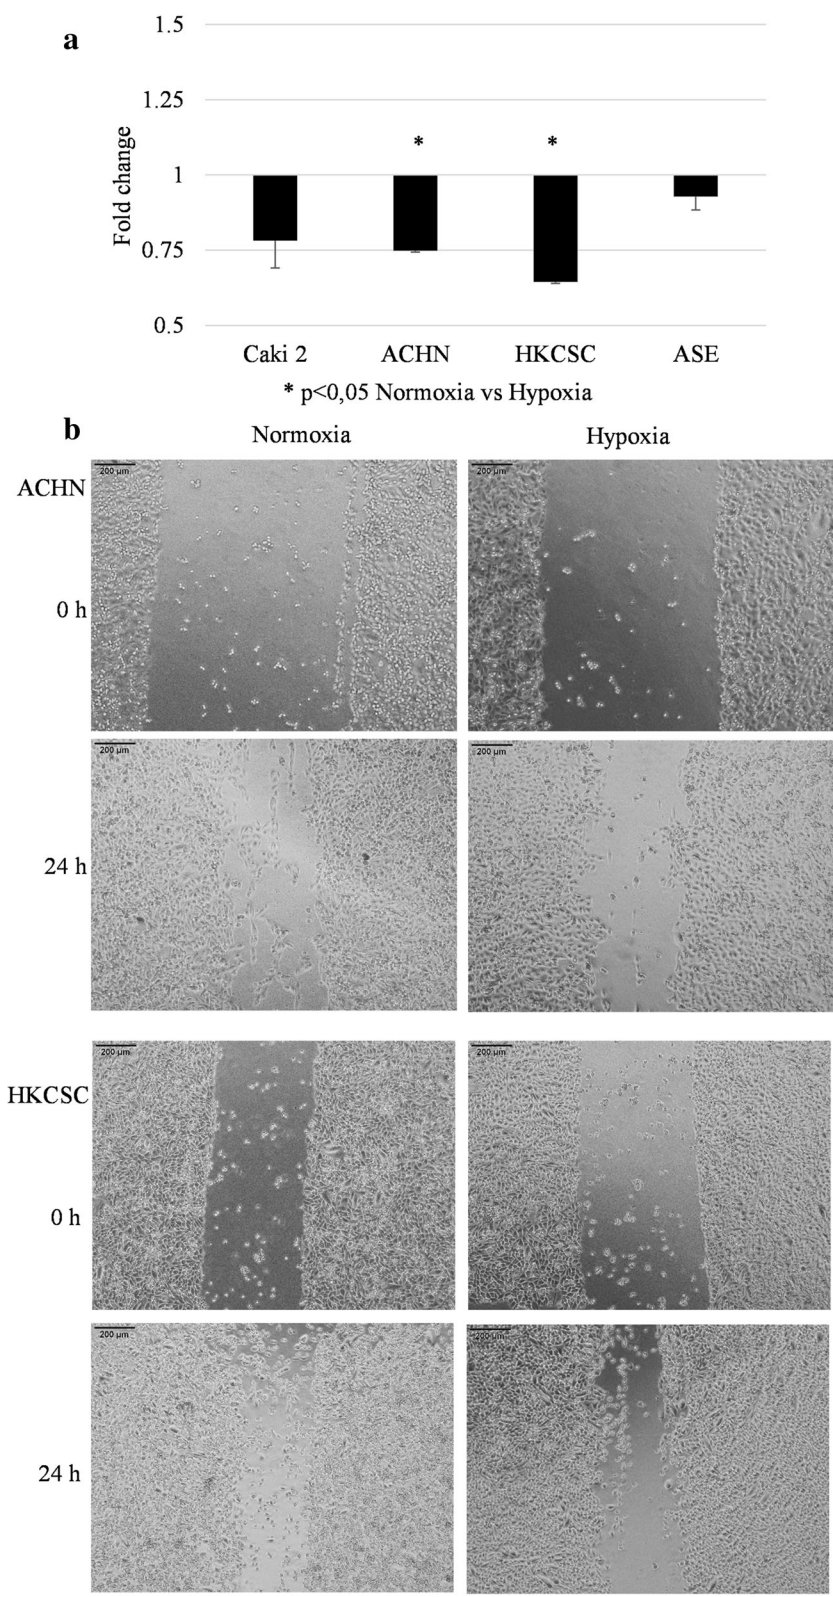 a
1.5
1.25
1
0.75
0.5
Fold change
Caki 2 ACHN HKCSC ASE
* *
* p<0,05 Normoxia vs Hypoxia
b
Normoxia Hypoxia
ACHN
200 µm 200 µm
0 h
200 µm 200 µm
24 h
HKCSC
200 µm 200 µm
0 h
200 µm 200 µm
24 h